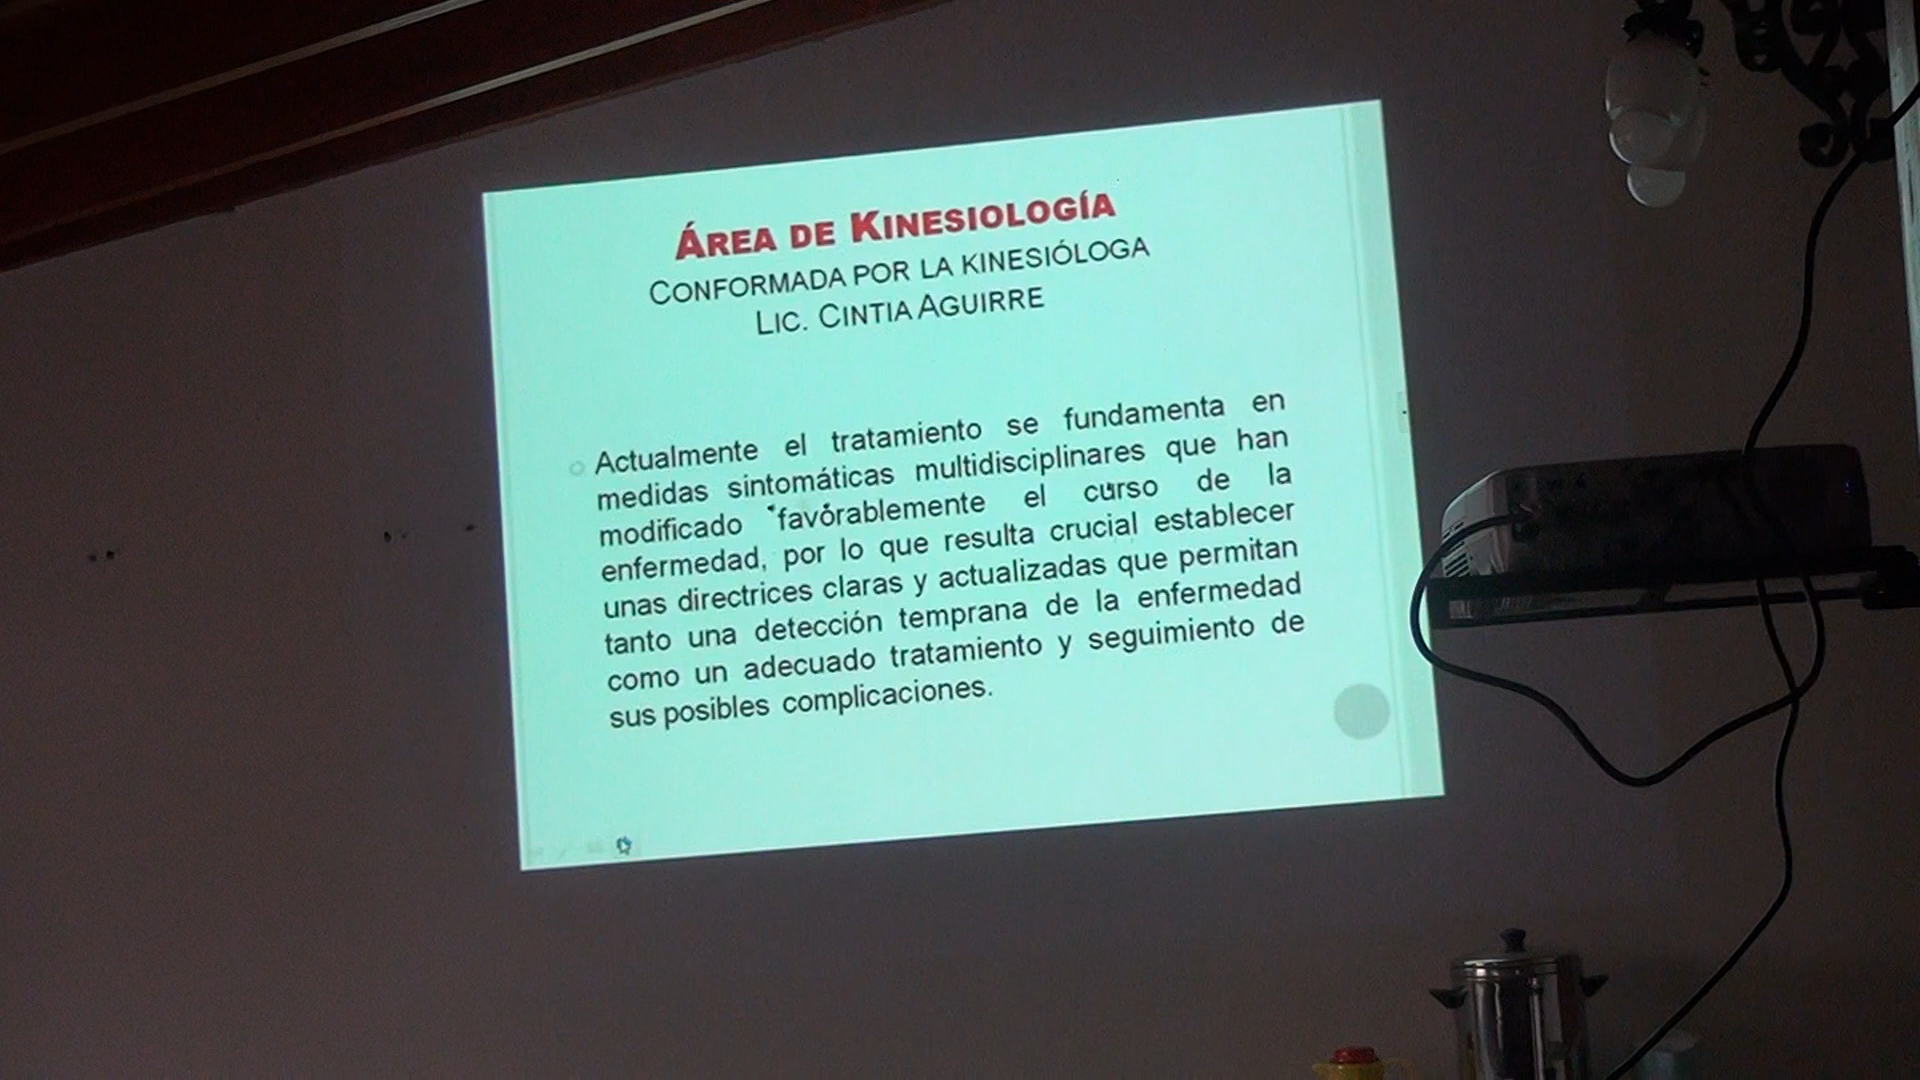 ÁREA DE KINESIOLOGÍA
CONFORMADA POR LA KINESIÓLOGA
LIC. CINTIA AGUIRRE
Actualmente el tratamiento se fundamenta en
medidas sintomáticas multidisciplinares que han
modificado favorablemente el curso de la
enfermedad, por lo que resulta crucial establecer
unas directrices claras y actualizadas que permitan
tanto una detección temprana de la enfermedad
como un adecuado tratamiento y seguimiento de
sus posibles complicaciones.